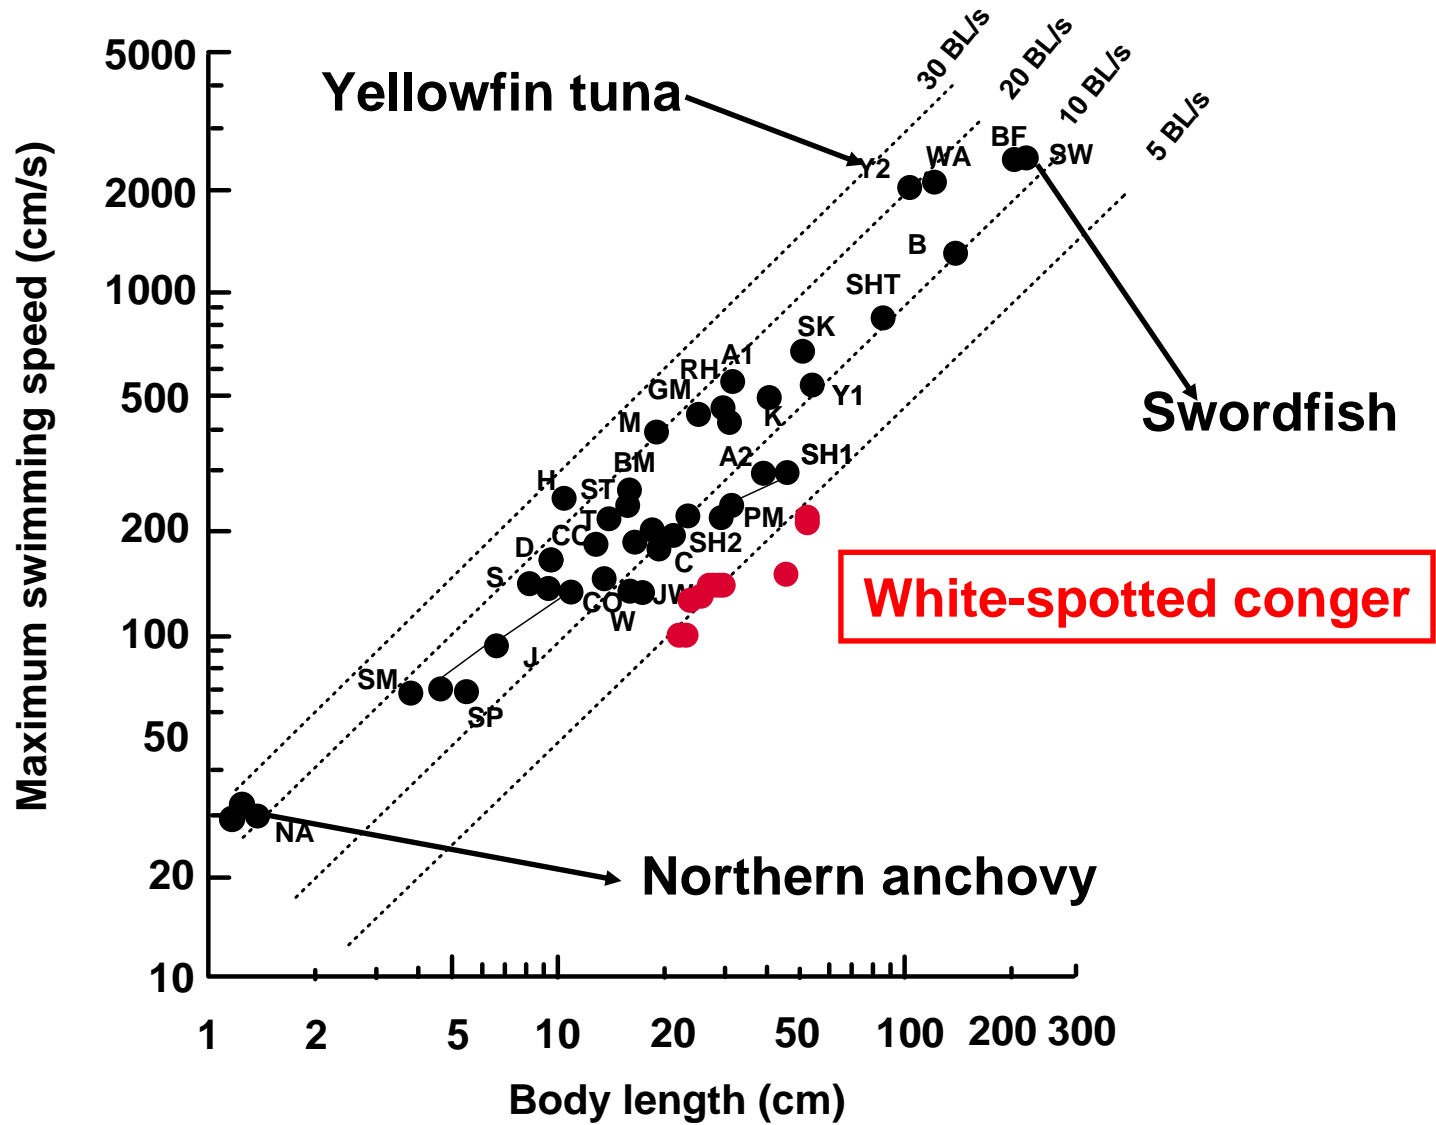 30 BL/s
20 BL/s
10 BL/s
5 BL/s
5000
2000
1000
500
200
100
50
20
10
Maximum swimming speed (cm/s)
Yellowfin tuna
Y2
WA
BF
SW
B
SHT
SK
Y1
A1
RH
GM
K
M
Swordfish
SH1
A2
BM
H
ST
T
PM
CC
D
SH2
C
S
CO
JW
W
White-spotted conger
J
SM
SP
NA
Northern anchovy
1
2
5
10
20
50
100
200
300
Body length (cm)